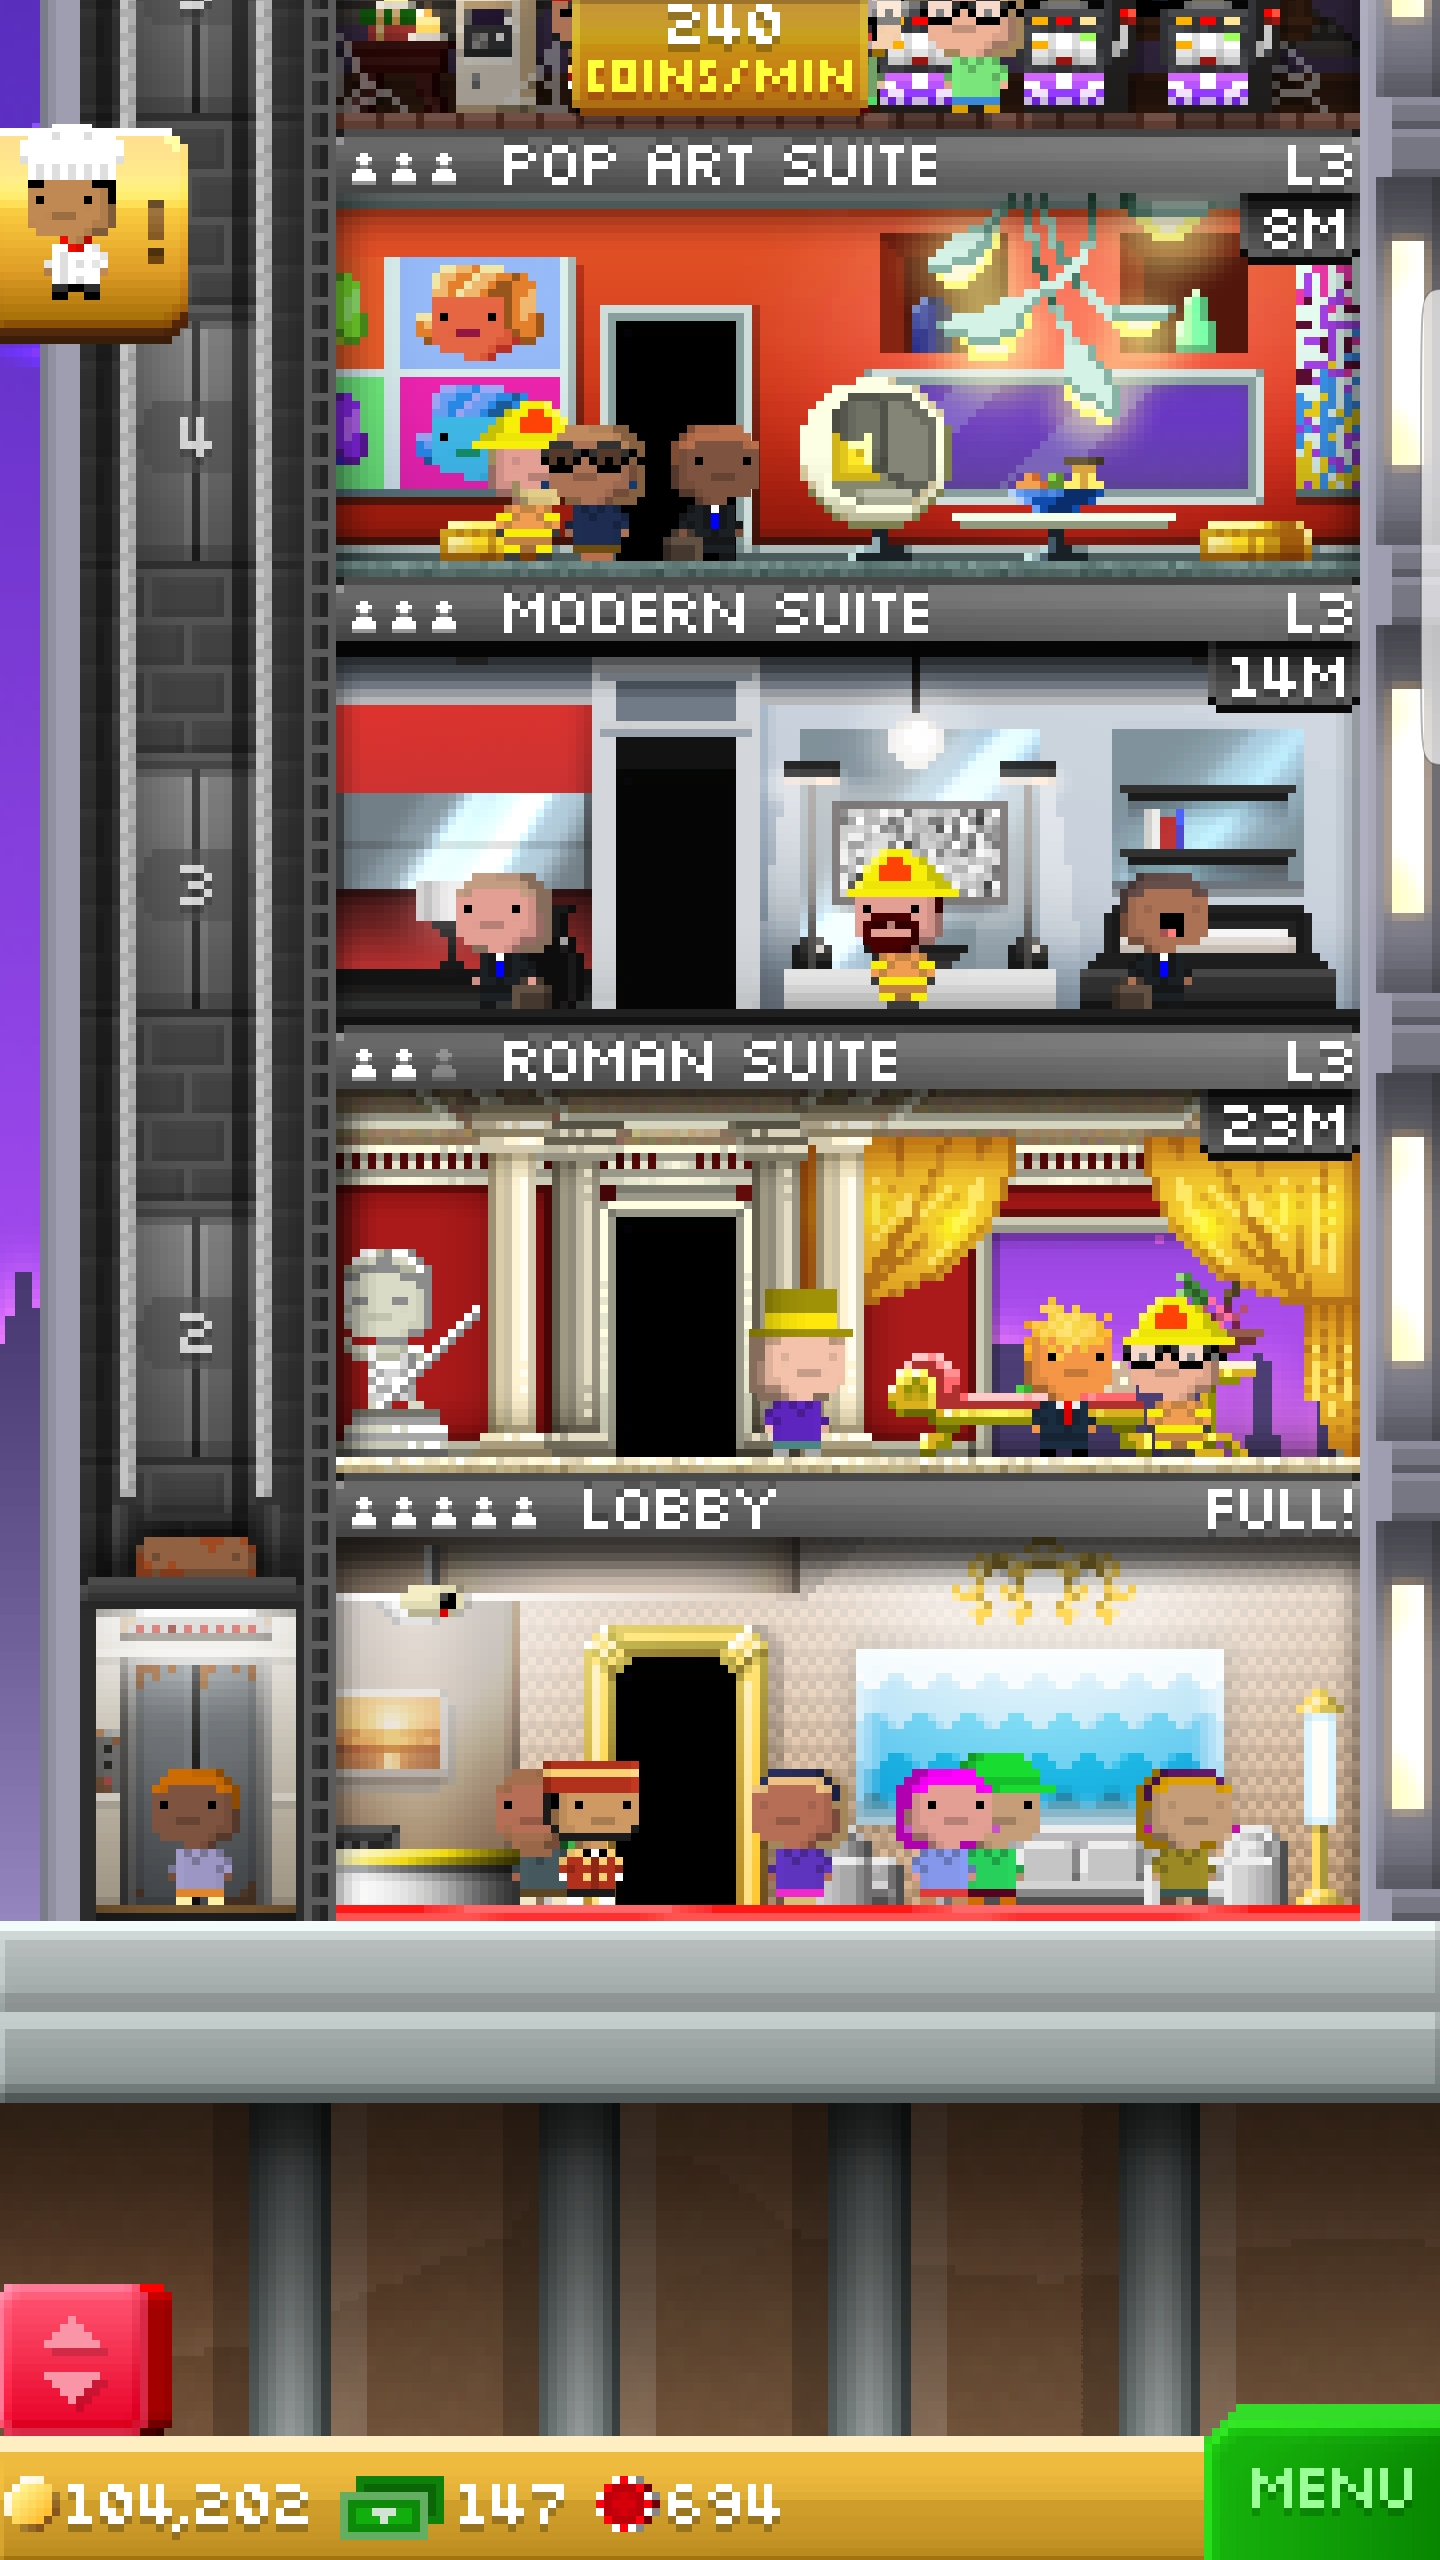 240
COINS/MIN
POP ART SUITE L3
8M
!
4
MODERN SUITE L3
14M
3
ROMAN SUITE L3
23M
2
LOBBY FULL!
104,202 147 694 MENU